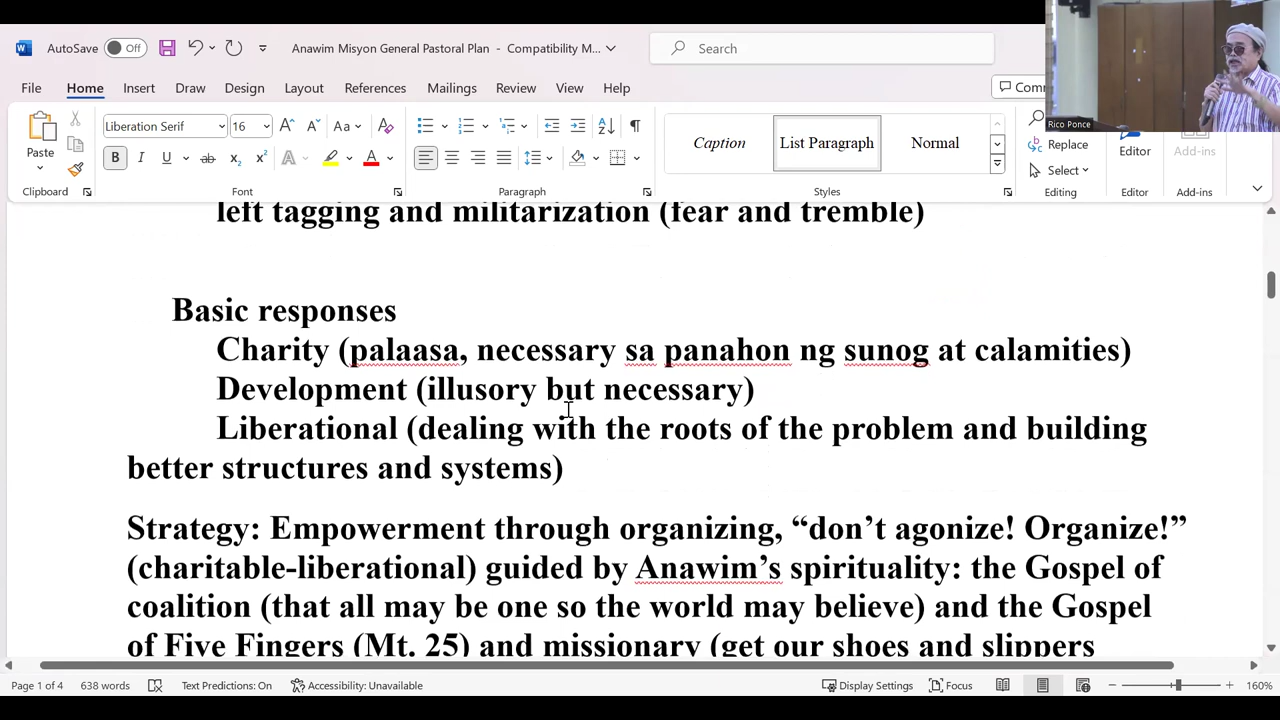 AutoSave
Off
Anawim Misyon General Pastoral Plan - Compatibility M...
Search
File Home Insert Draw Design Layout References Mailings Review View Help
Rico Ponce
Paste
Clipboard
Liberation Serif
16
Font
Paragraph
Caption
List Paragraph
Normal
Styles
Replace
Select
Editing
Editor
Editor
Add-ins
Add-ins
left tagging and militarization (fear and tremble)
Basic responses
Charity (palaasa, necessary sa panahon ng sunog at calamities)
Development (illusory but necessary)
Liberational (dealing with the roots of the problem and building
better structures and systems)
Strategy: Empowerment through organizing, “don’t agonize! Organize!”
(charitable-liberational) guided by Anawim’s spirituality: the Gospel of
coalition (that all may be one so the world may believe) and the Gospel
of Five Fingers (Mt. 25) and missionary (get our shoes and slippers
Page 1 of 4 638 words Text Predictions: On Accessibility: Unavailable Display Settings Focus 160%